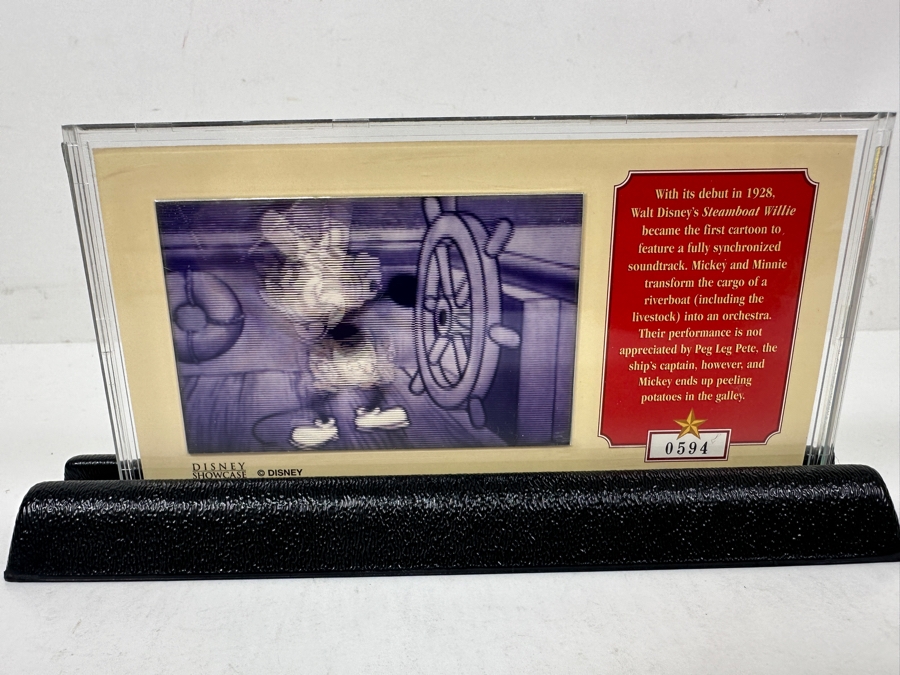 With its debut in 1928,
Walt Disney's Steamboat Willie
became the first cartoon to
feature a fully synchronized
soundtrack. Mickey and Minnie
transform the cargo of a
riverboat (including the
livestock) into an orchestra.
Their performance is not
appreciated by Peg Leg Pete, the
ship's captain, however, and
Mickey ends up peeling
potatoes in the galley.
0594
DISNEY
SHOWCASE © DISNEY